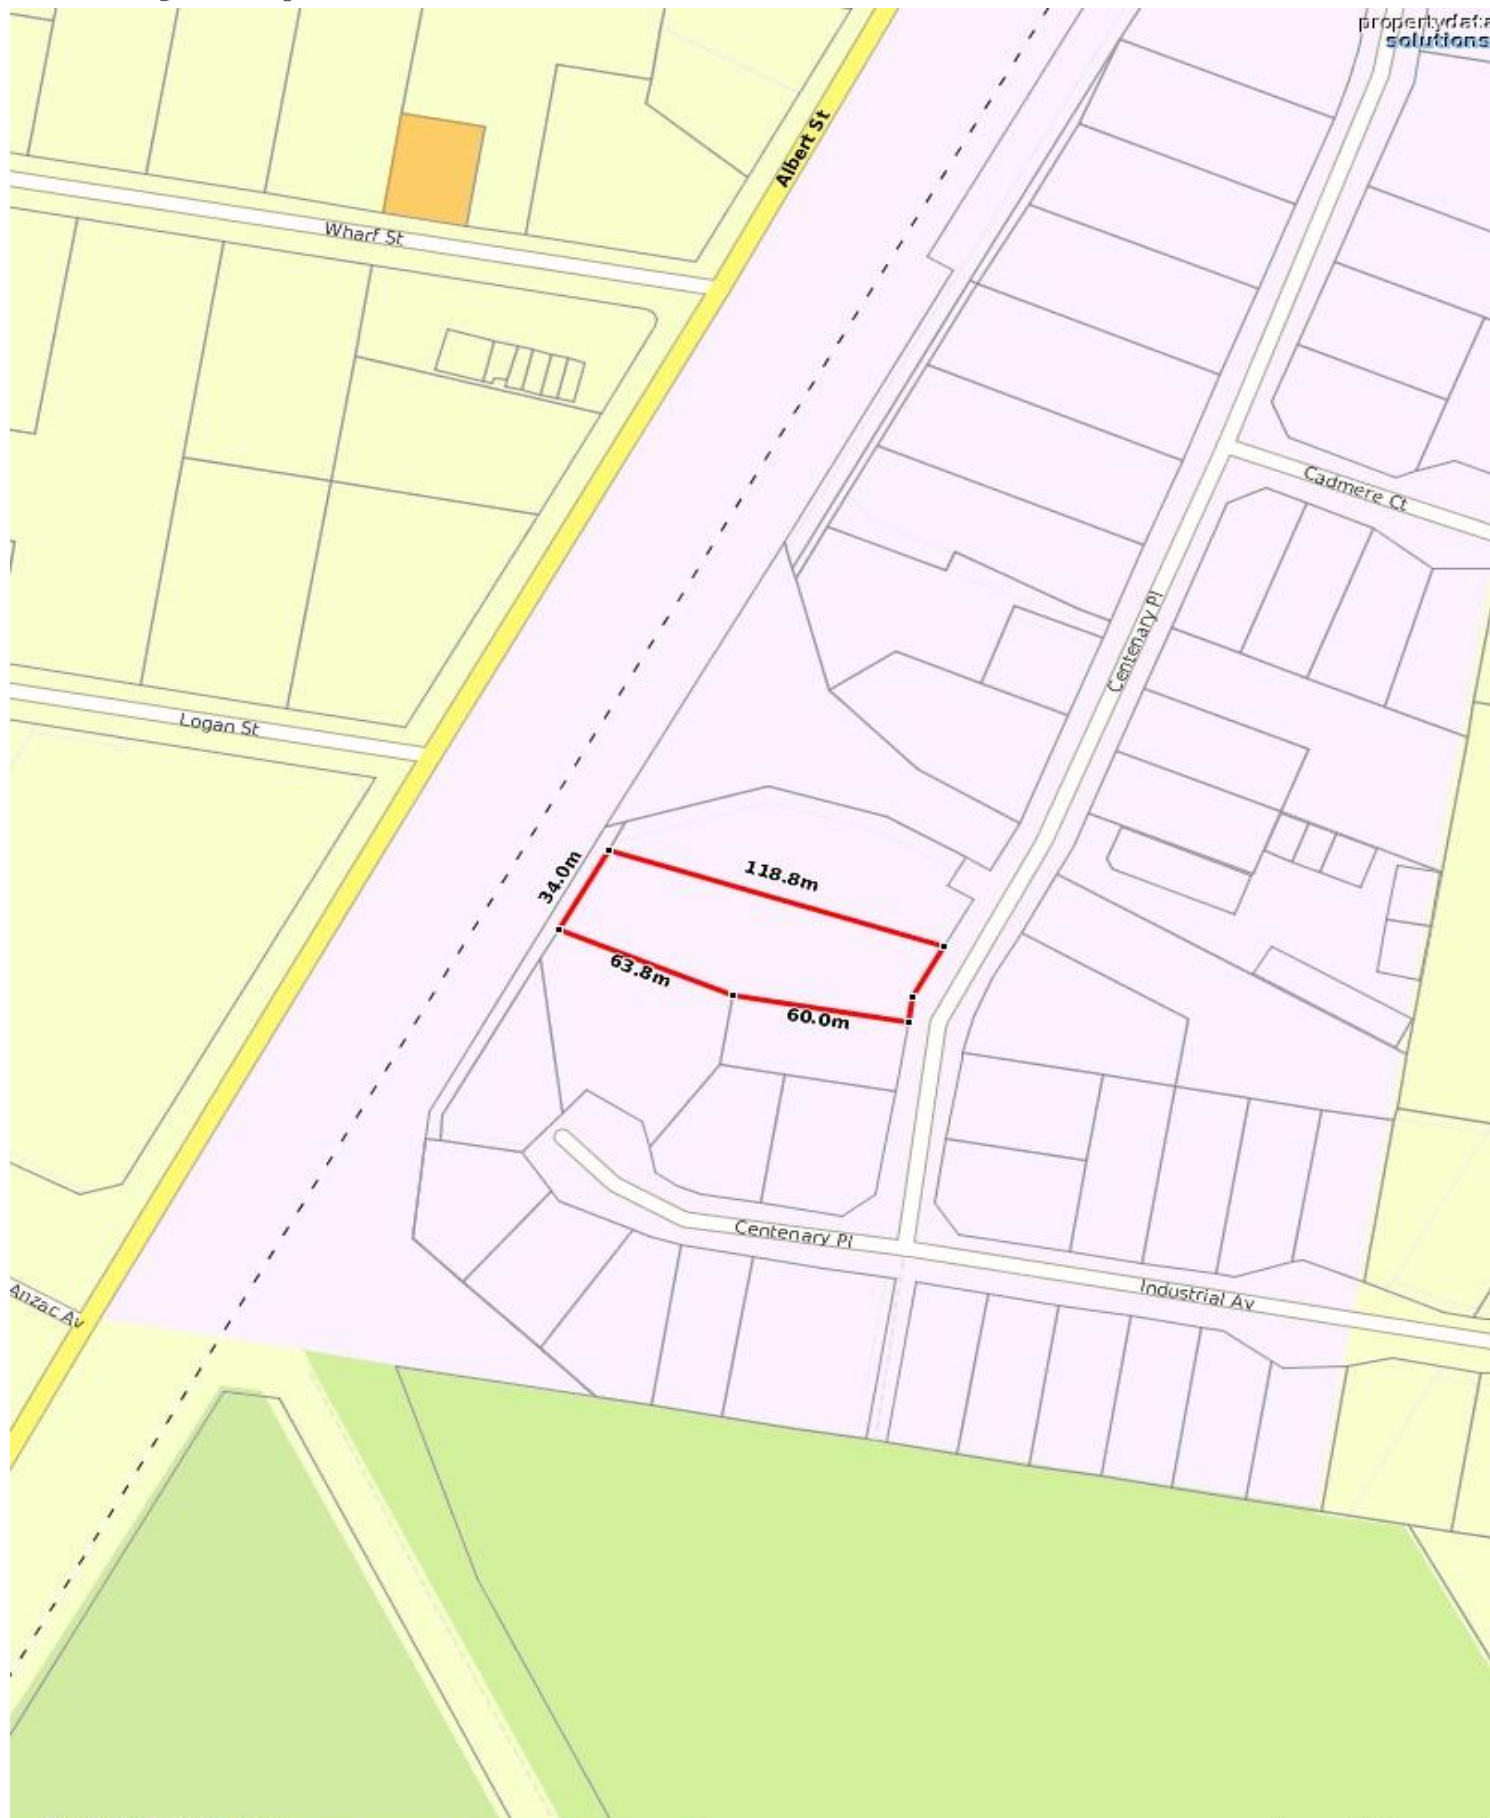 propertydata
solutions
Albert St
Wharf St
Cadmere Ct
Centenary Pl
Logan St
34.0m
118.8m
63.8m
60.0m
Centenary Pl
Industrial Av
Anzac Av